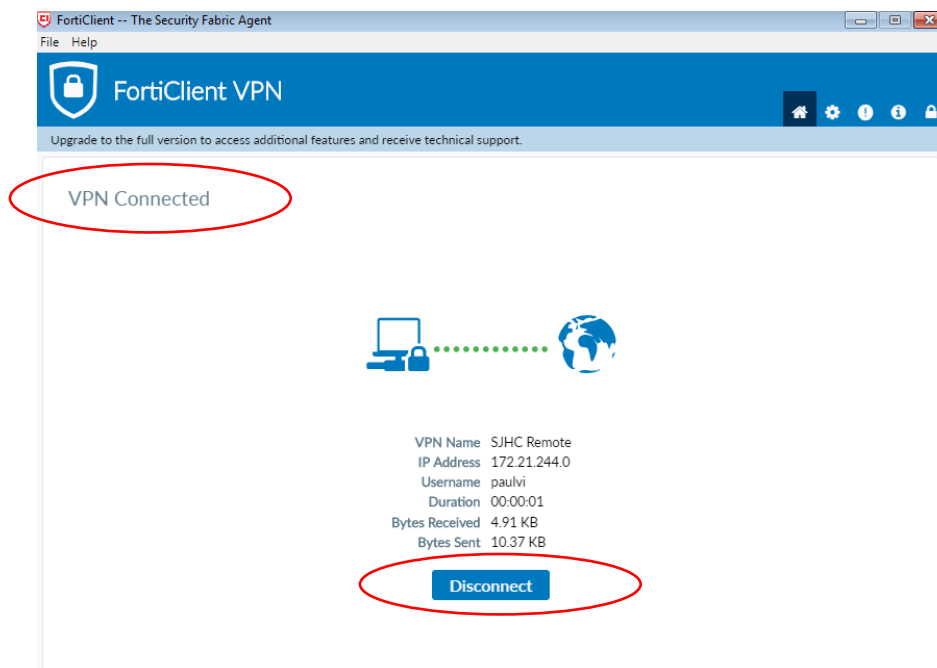 FortiClient -- The Security Fabric Agent
File Help
FortiClient VPN
Upgrade to the full version to access additional features and receive technical support.
VPN Connected
VPN Name SJHC Remote
IP Address 172.21.244.0
Username paulvi
Duration 00:00:01
Bytes Received 4.91 KB
Bytes Sent 10.37 KB
Disconnect